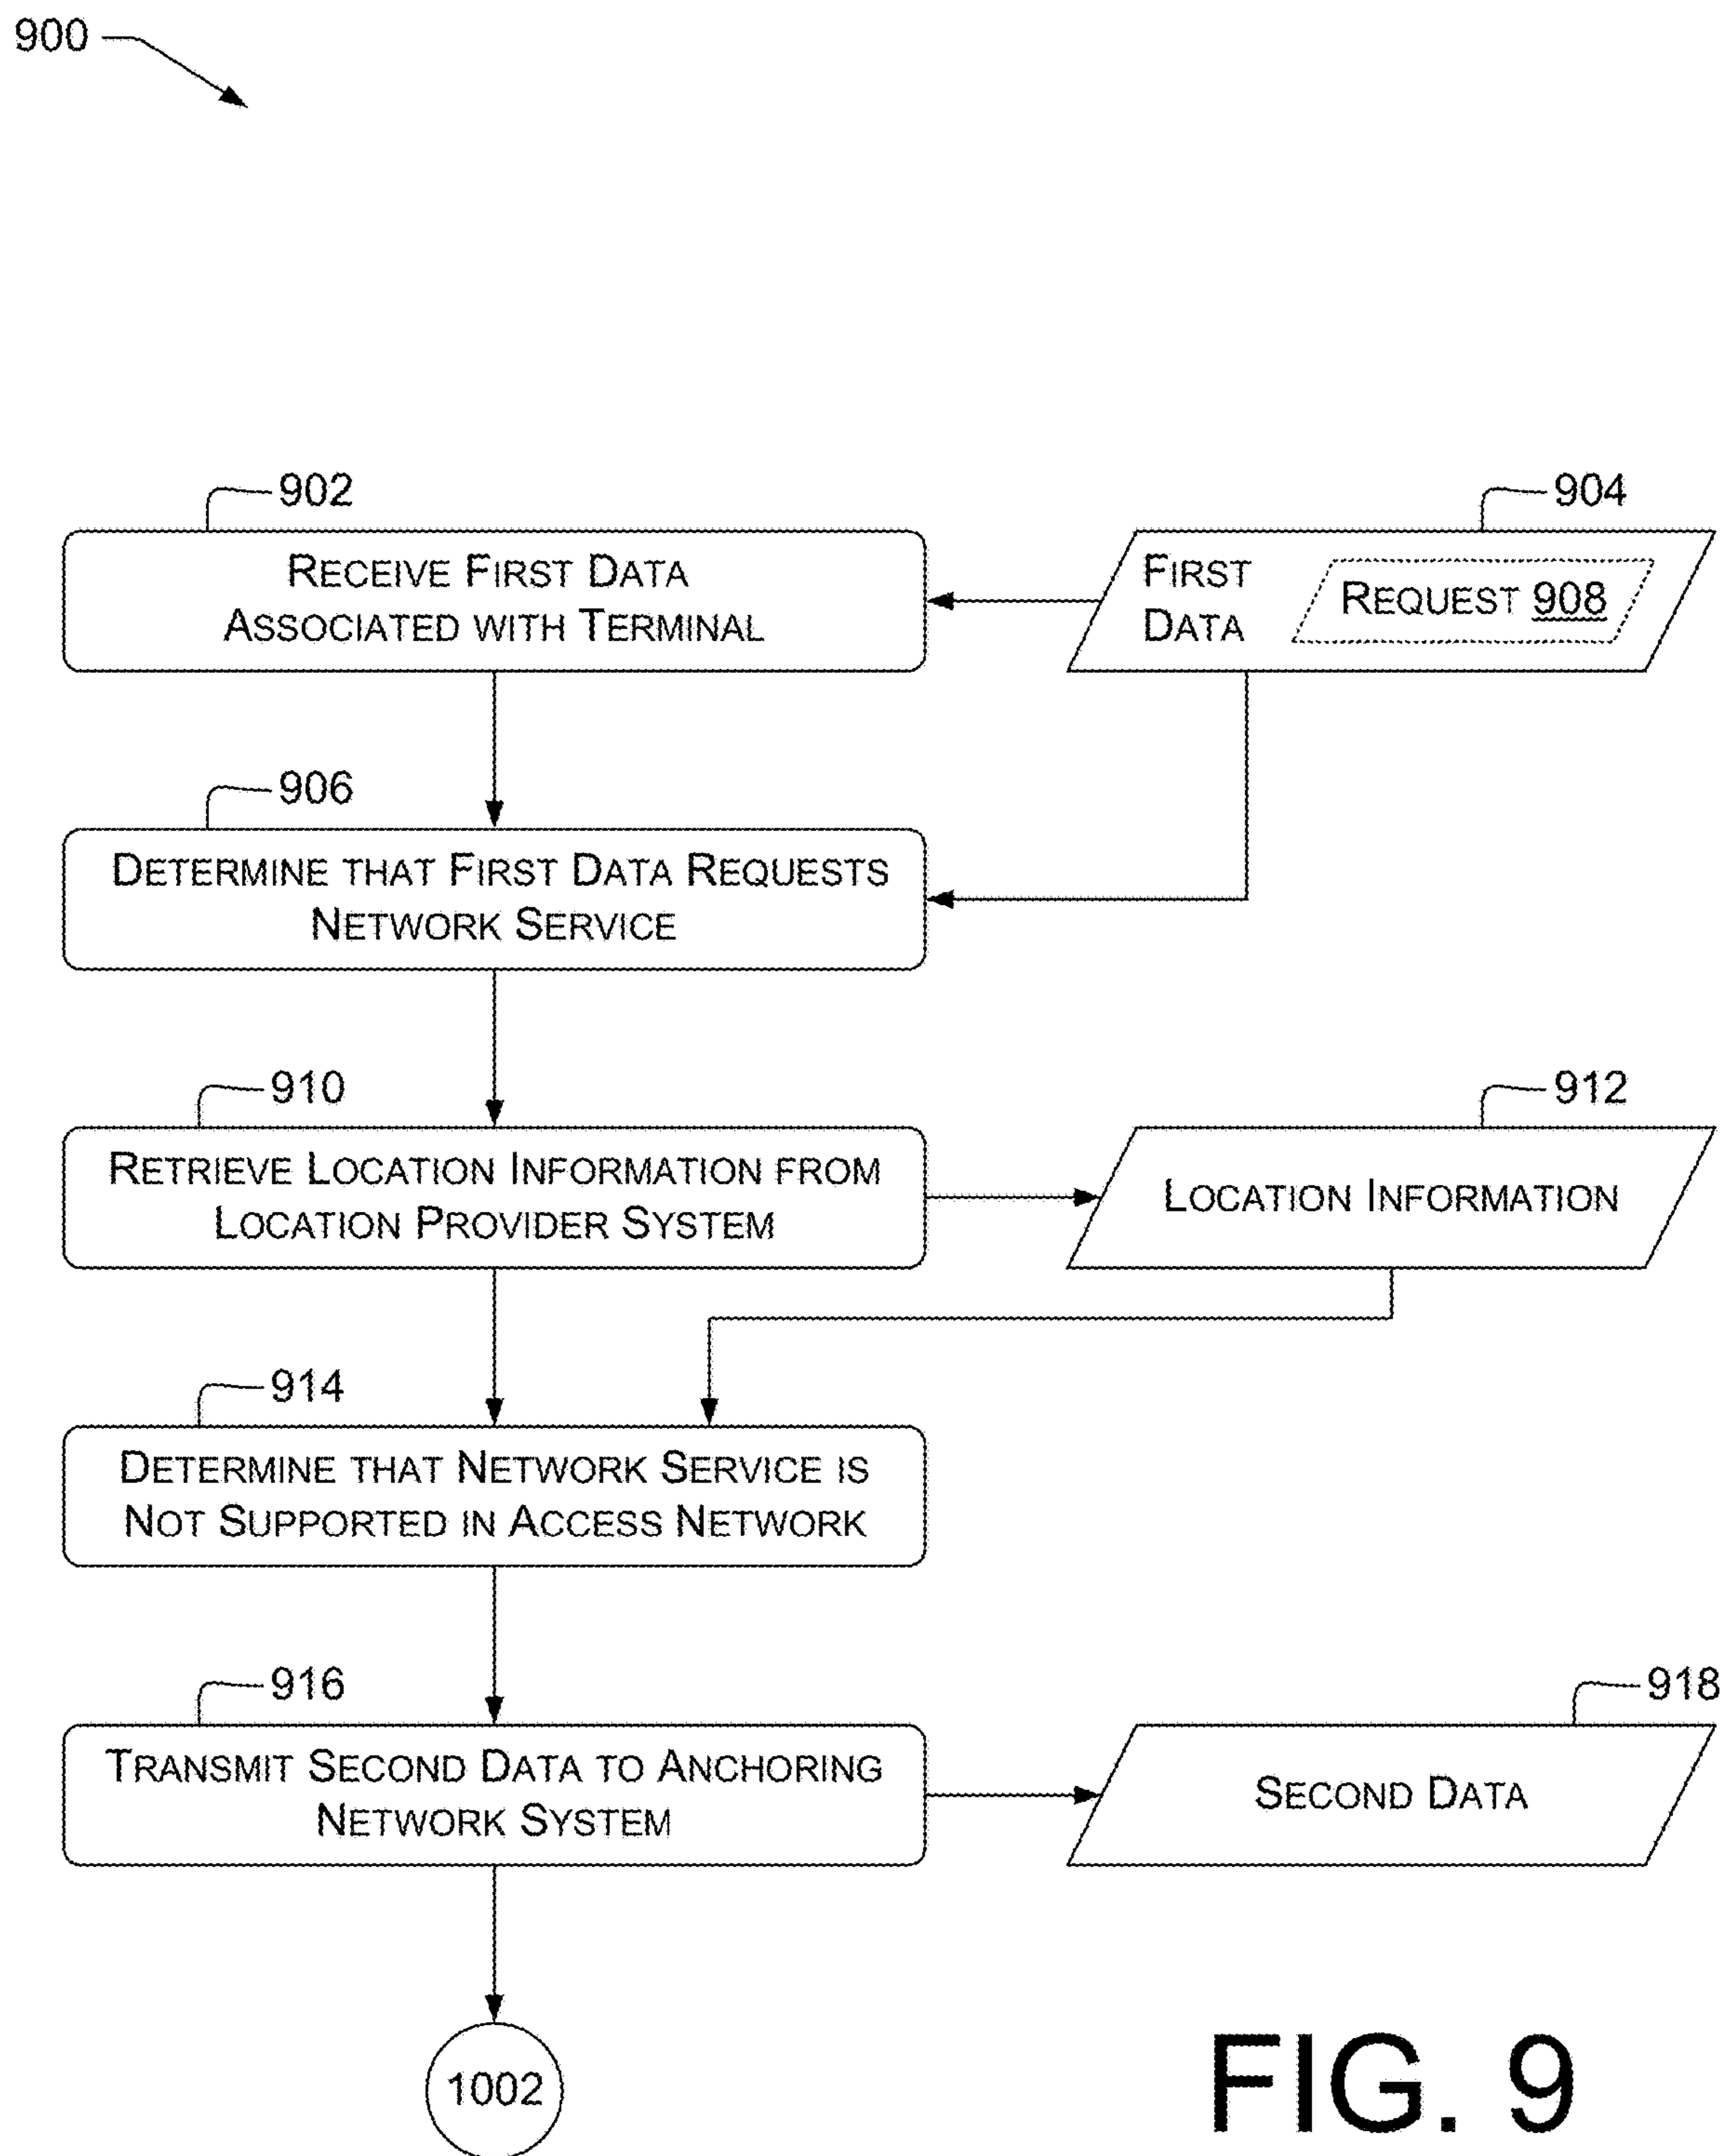 900
902
904
RECEIVE FIRST DATA
ASSOCIATED WITH TERMINAL
FIRST
DATA
REQUEST 908
906
DETERMINE THAT FIRST DATA REQUESTS
NETWORK SERVICE
910
912
RETRIEVE LOCATION INFORMATION FROM
LOCATION PROVIDER SYSTEM
LOCATION INFORMATION
914
DETERMINE THAT NETWORK SERVICE IS
NOT SUPPORTED IN ACCESS NETWORK
916
918
TRANSMIT SECOND DATA TO ANCHORING
NETWORK SYSTEM
SECOND DATA
1002
FIG. 9